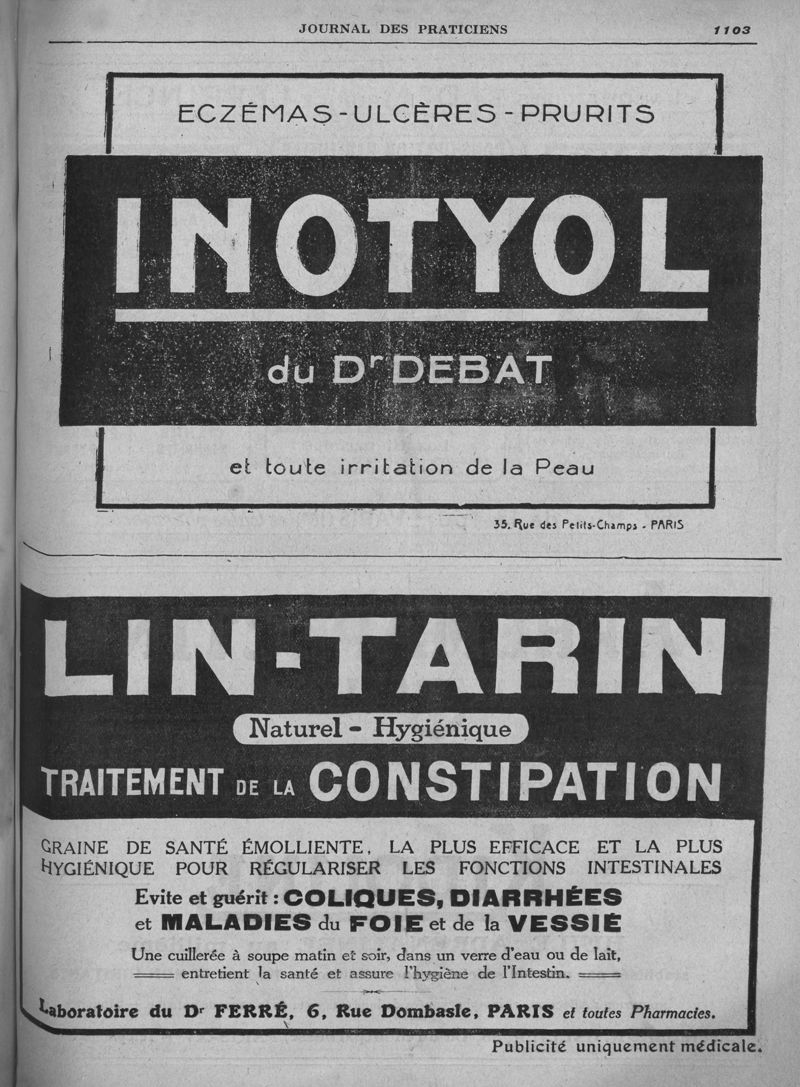 JOURNAL DES PRATICIENS 1103
ECZÉMAS - ULCÈRES - PRURITS
INOTYOL
du Dr DEBAT
et toute irritation de la Peau
35, Rue des Petits-Champs - PARIS
LIN-TARIN
Naturel - Hygiénique
TRAITEMENT DE LA CONSTIPATION
GRAINE DE SANTÉ ÉMOLLIENTE, LA PLUS EFFICACE ET LA PLUS
HYGIÉNIQUE POUR RÉGULARISER LES FONCTIONS INTESTINALES
Evite et guérit : COLIQUES, DIARRHÉES
et MALADIES du FOIE et de la VESSIE
Une cuillerée à soupe matin et soir, dans un verre d'eau ou de lait,
entretient la santé et assure l'hygiène de l'Intestin.
Laboratoire du Dr FERRÉ, 6, Rue Dombasle, PARIS et toutes Pharmacies.
Publicité uniquement médicale.